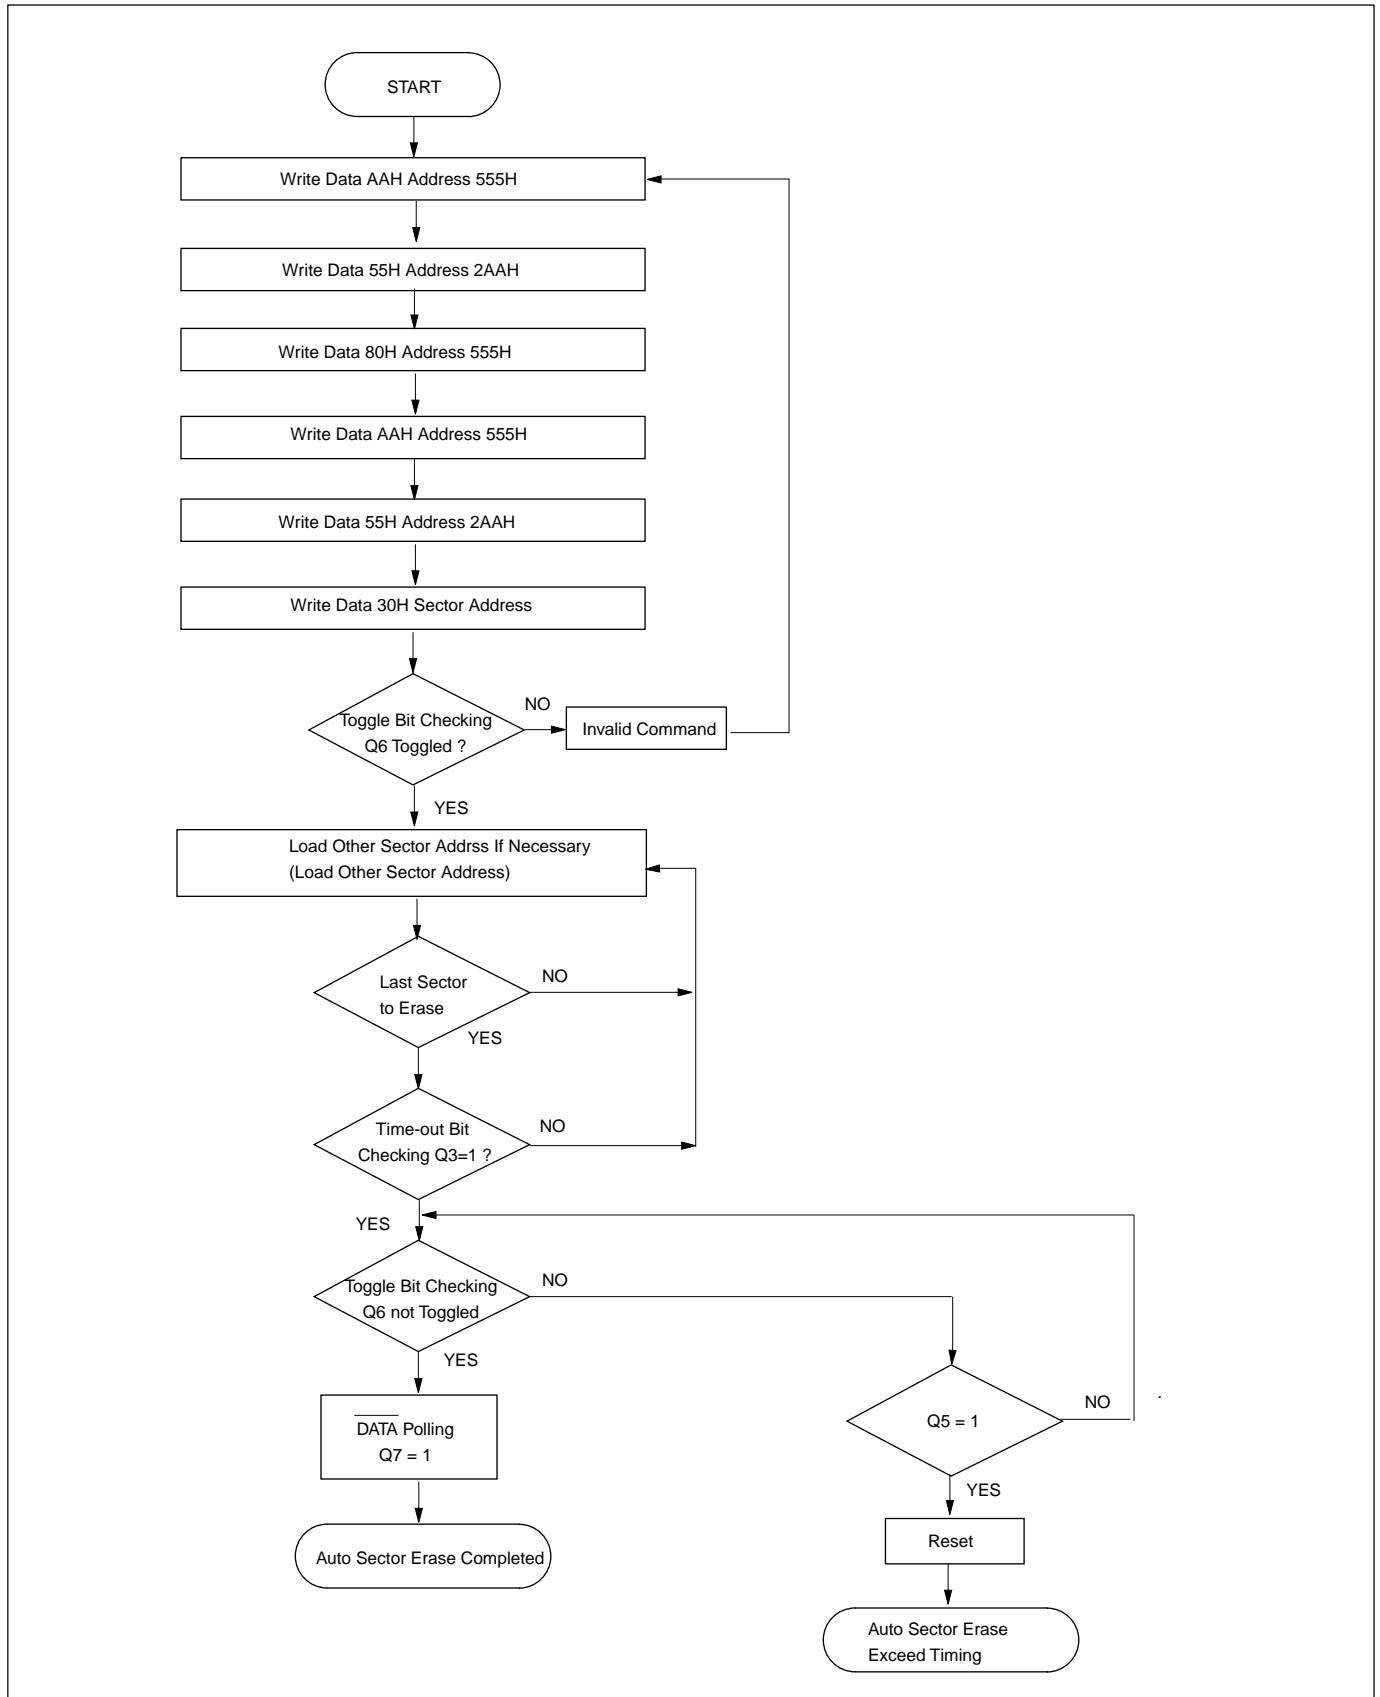 START
Write Data AAH Address 555H
Write Data 55H Address 2AAH
Write Data 80H Address 555H
Write Data AAH Address 555H
Write Data 55H Address 2AAH
Write Data 30H Sector Address
Toggle Bit Checking
Q6 Toggled ?
NO
Invalid Command
YES
Load Other Sector Addrss If Necessary
(Load Other Sector Address)
Last Sector
to Erase
NO
YES
Time-out Bit
Checking Q3=1 ?
NO
YES
Toggle Bit Checking
Q6 not Toggled
NO
YES
DATA Polling
Q7 = 1
Q5 = 1
NO
YES
Reset
Auto Sector Erase Completed
Auto Sector Erase
Exceed Timing